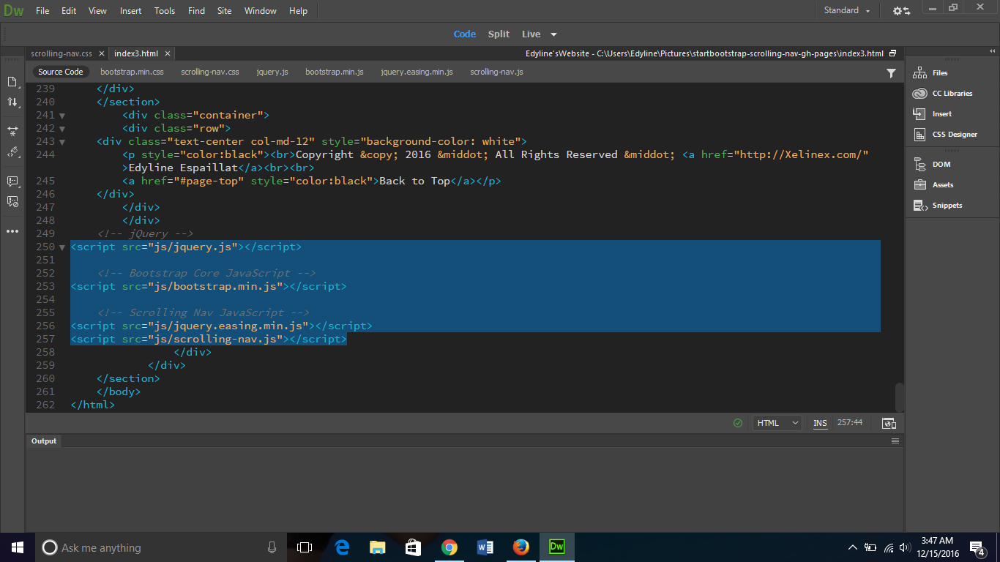 Dw File Edit View Insert Tools Find Site Window Help Standard
Code Split Live
scrolling-nav.css × index3.html × Edyline'sWebsite - C:\Users\Edyline\Pictures\startbootstrap-scrolling-nav-gh-pages\index3.html
Source Code bootstrap.min.css scrolling-nav.css jquery.js bootstrap.min.js jquery.easing.min.js scrolling-nav.js
239 </div>
240 </section>
241 <div class="container">
242 <div class="row">
243 <div class="text-center col-md-12" style="background-color: white">
244 <p style="color:black"><br>Copyright &copy; 2016 &middot; All Rights Reserved &middot; <a href="http://Xelinex.com/"
>Edyline Espaillat</a><br><br>
245 <a href="#page-top" style="color:black">Back to Top</a></p>
246 </div>
247 </div>
248 </div>
249 <!-- jQuery -->
250 <script src="js/jquery.js"></script>
251
252 <!-- Bootstrap Core JavaScript -->
253 <script src="js/bootstrap.min.js"></script>
254
255 <!-- Scrolling Nav JavaScript -->
256 <script src="js/jquery.easing.min.js"></script>
257 <script src="js/scrolling-nav.js"></script>
258 </div>
259 </div>
260 </section>
261 </body>
262 </html>
HTML INS 257:44
Output
Files
CC Libraries
Insert
CSS Designer
DOM
Assets
Snippets
Ask me anything
Dw
3:47 AM
12/15/2016
4